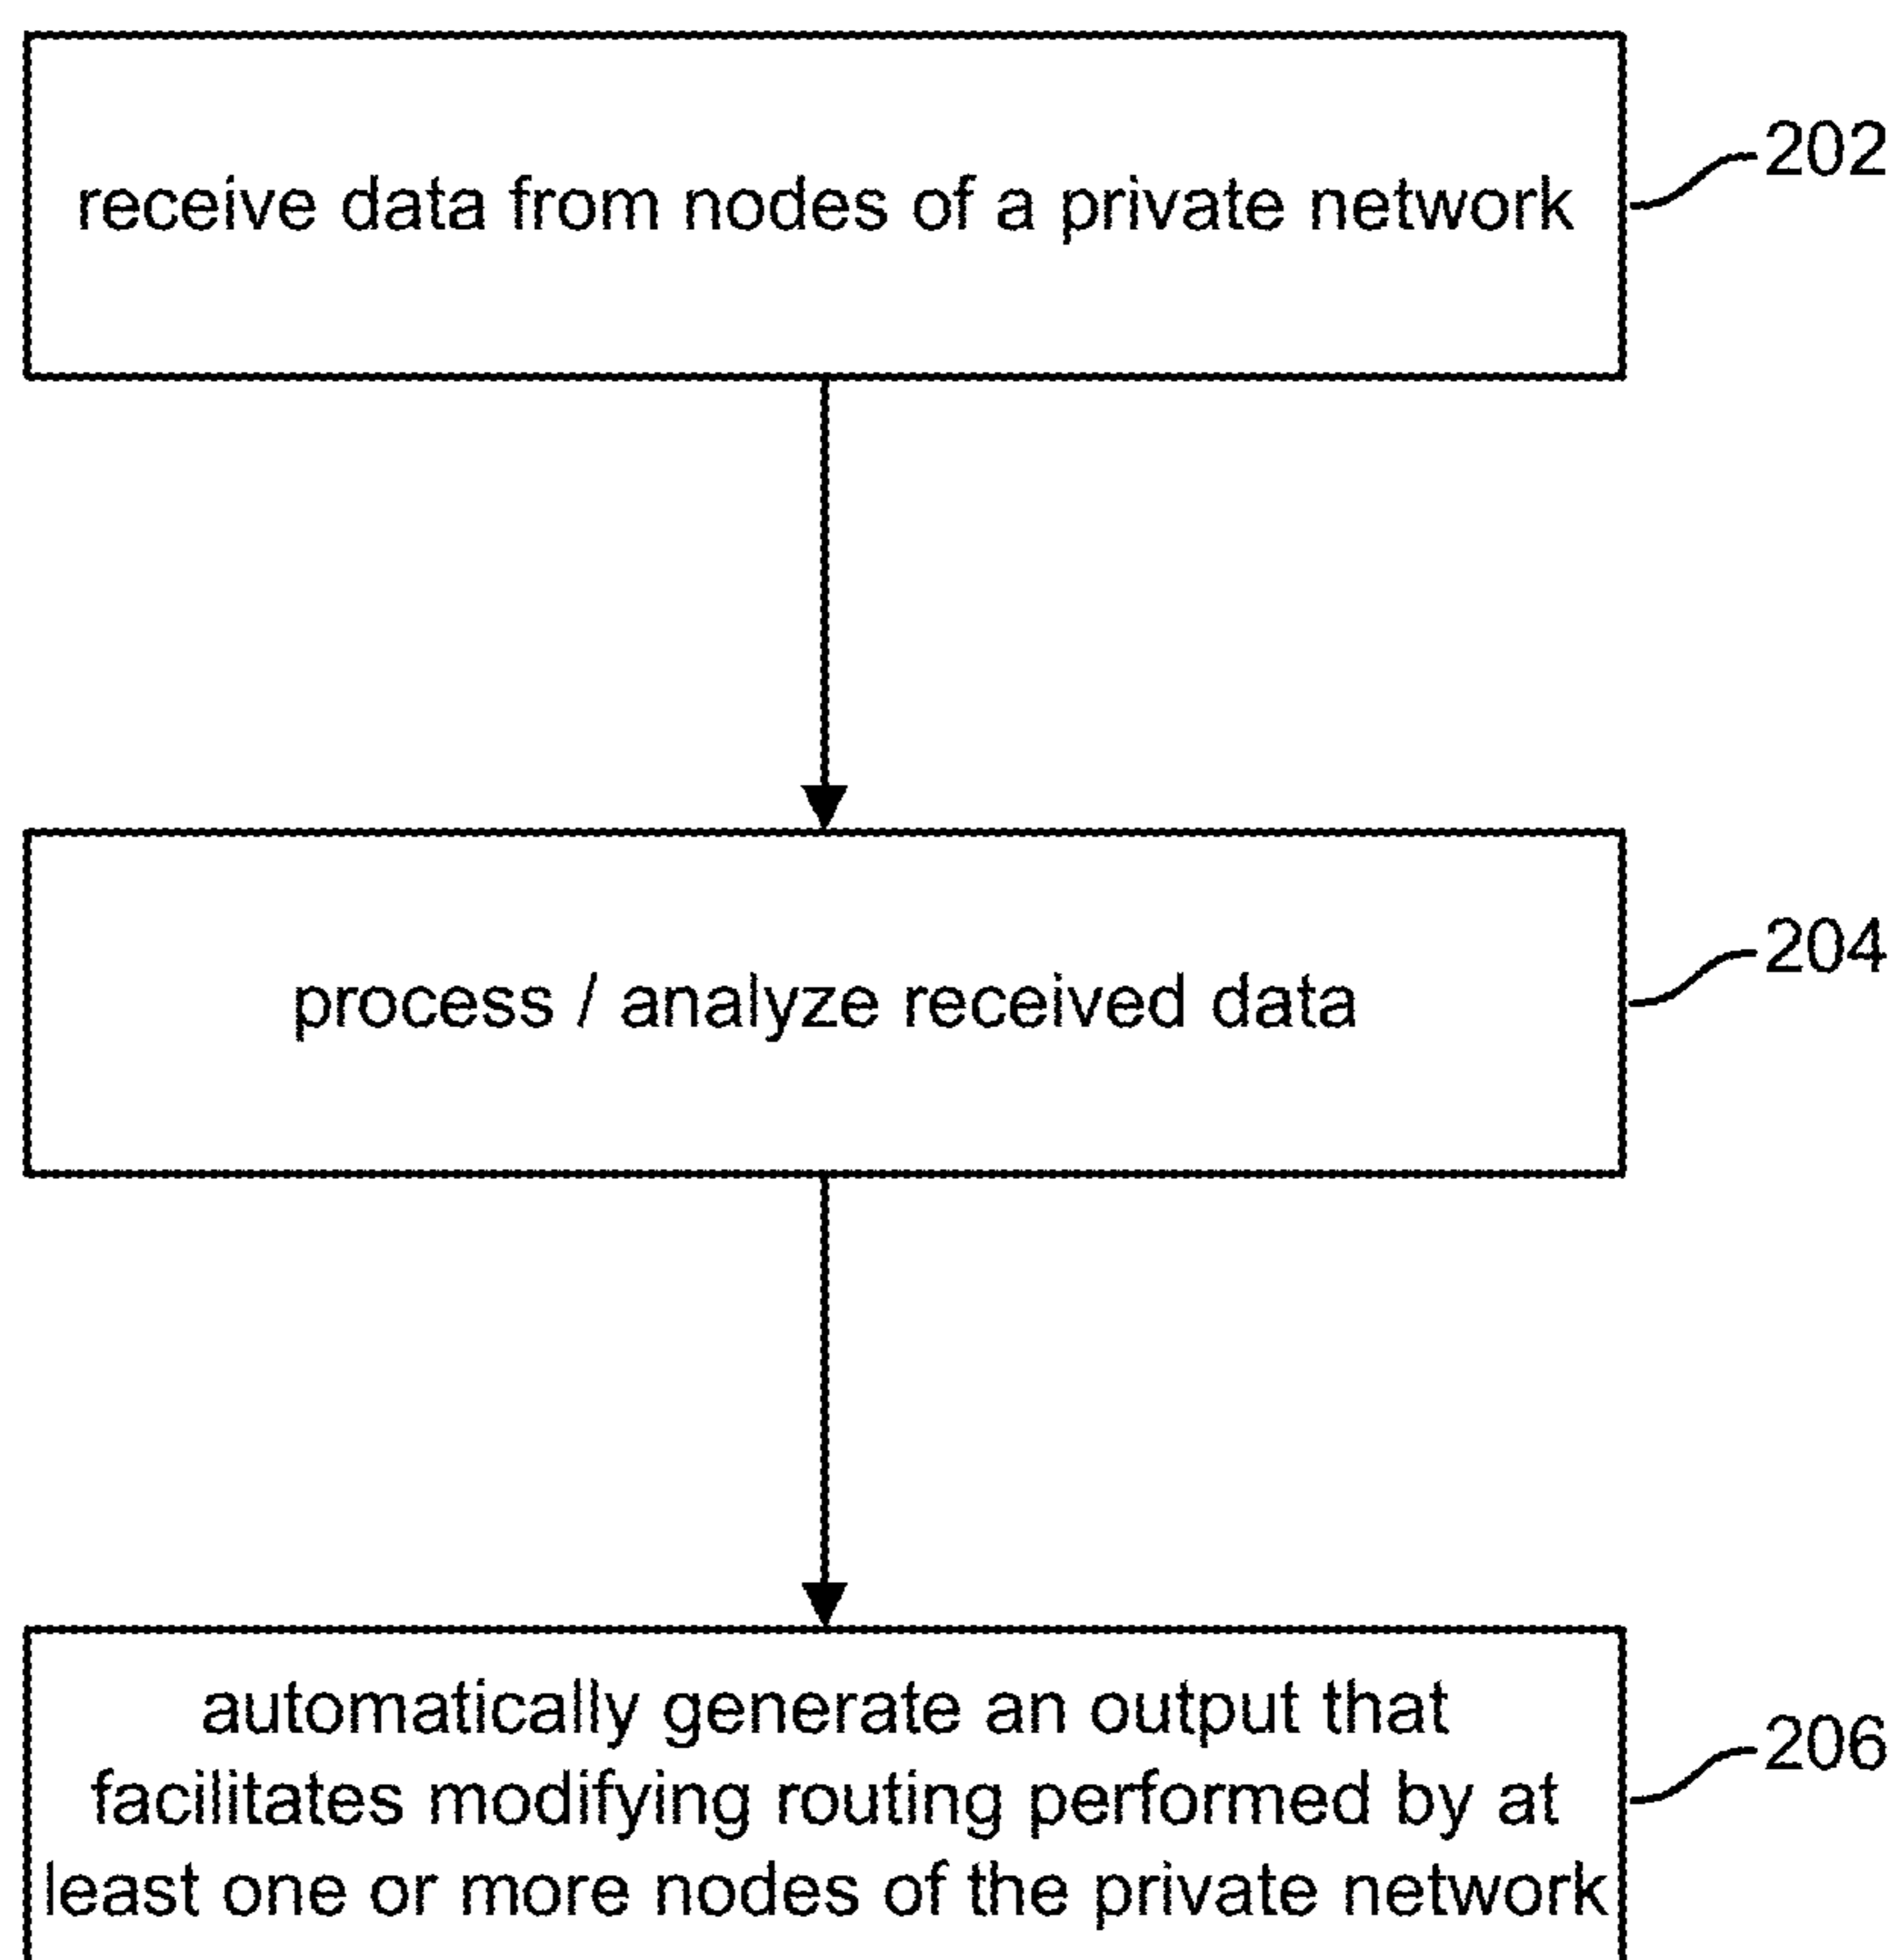 receive data from nodes of a private network
202
process / analyze received data
204
automatically generate an output that
facilitates modifying routing performed by at
least one or more nodes of the private network
206